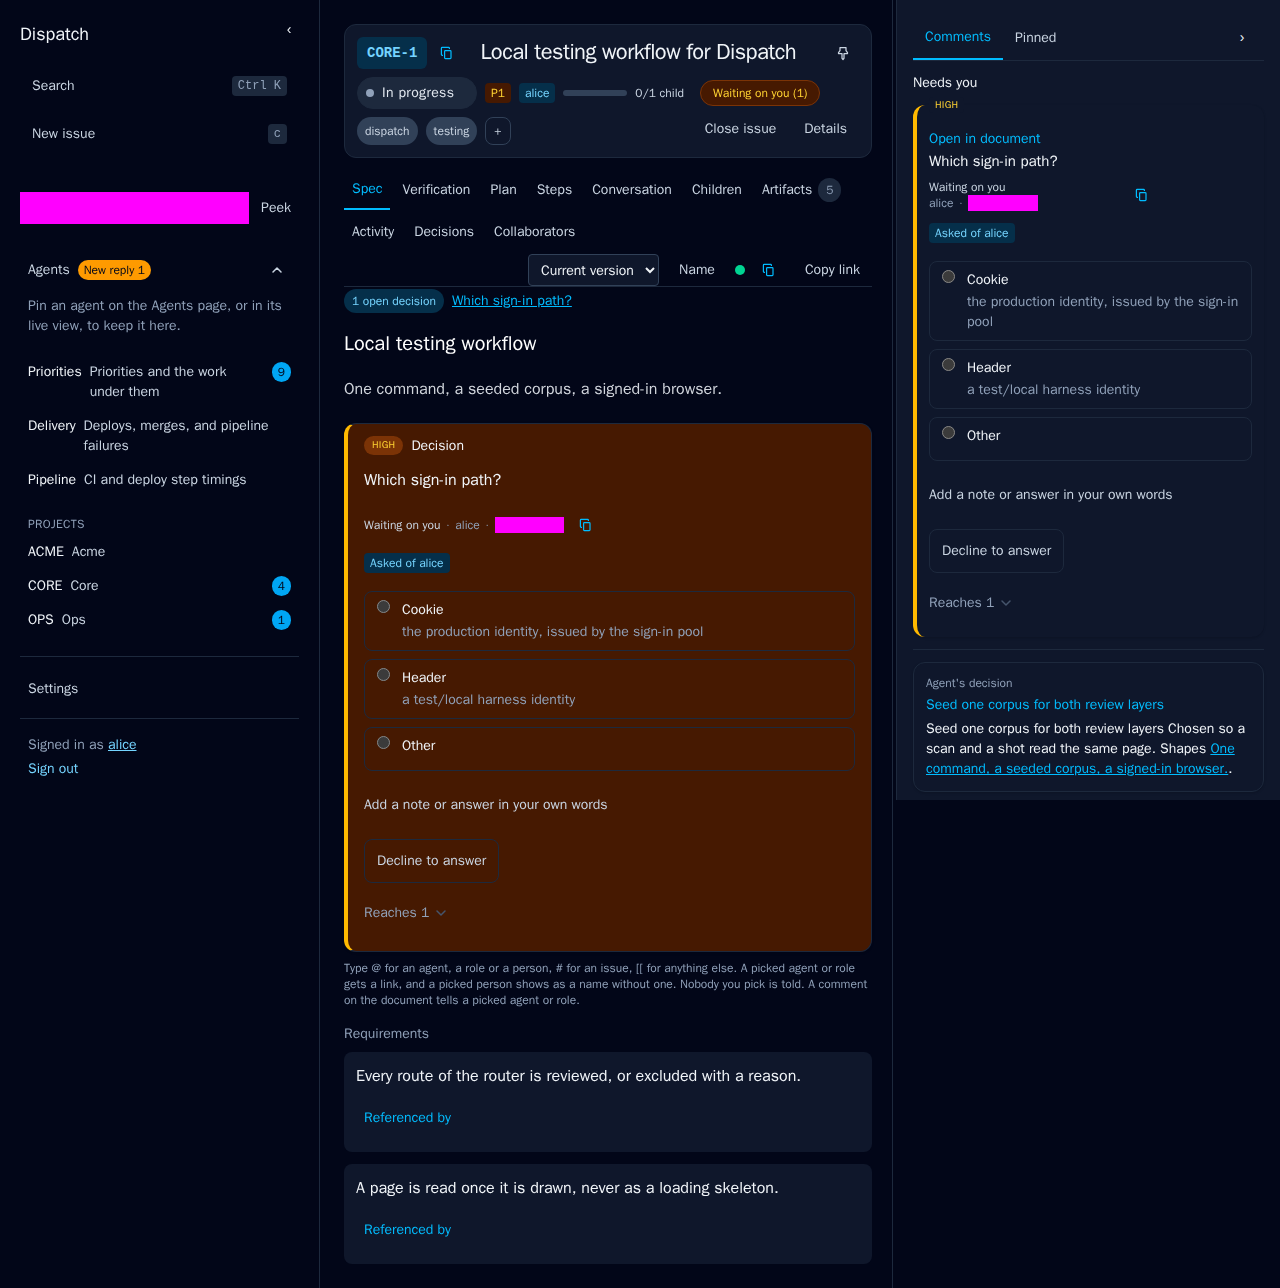 Dispatch
Search
Ctrl K
New issue
C
Peek
Agents
New reply 1
Pin an agent on the Agents page, or in its
live view, to keep it here.
Priorities
Priorities and the work
under them
9
Delivery
Deploys, merges, and pipeline
failures
Pipeline
CI and deploy step timings
PROJECTS
ACME Acme
CORE Core
4
OPS Ops
1
Settings
Signed in as alice
Sign out
CORE-1
Local testing workflow for Dispatch
In progress
P1
alice
0/1 child
Waiting on you (1)
dispatch
testing
+
Close issue
Details
Spec
Verification
Plan
Steps
Conversation
Children
Artifacts
5
Activity
Decisions
Collaborators
Current version
Name
Copy link
1 open decision
Which sign-in path?
Local testing workflow
One command, a seeded corpus, a signed-in browser.
HIGH
Decision
Which sign-in path?
Waiting on you · alice ·
Asked of alice
Cookie
the production identity, issued by the sign-in pool
Header
a test/local harness identity
Other
Add a note or answer in your own words
Decline to answer
Reaches 1
Type @ for an agent, a role or a person, # for an issue, [[ for anything else. A picked agent or role
gets a link, and a picked person shows as a name without one. Nobody you pick is told. A comment
on the document tells a picked agent or role.
Requirements
Every route of the router is reviewed, or excluded with a reason.
Referenced by
A page is read once it is drawn, never as a loading skeleton.
Referenced by
Comments
Pinned
Needs you
HIGH
Open in document
Which sign-in path?
Waiting on you
alice ·
Asked of alice
Cookie
the production identity, issued by the sign-in
pool
Header
a test/local harness identity
Other
Add a note or answer in your own words
Decline to answer
Reaches 1
Agent's decision
Seed one corpus for both review layers
Seed one corpus for both review layers Chosen so a
scan and a shot read the same page. Shapes One
command, a seeded corpus, a signed-in browser..